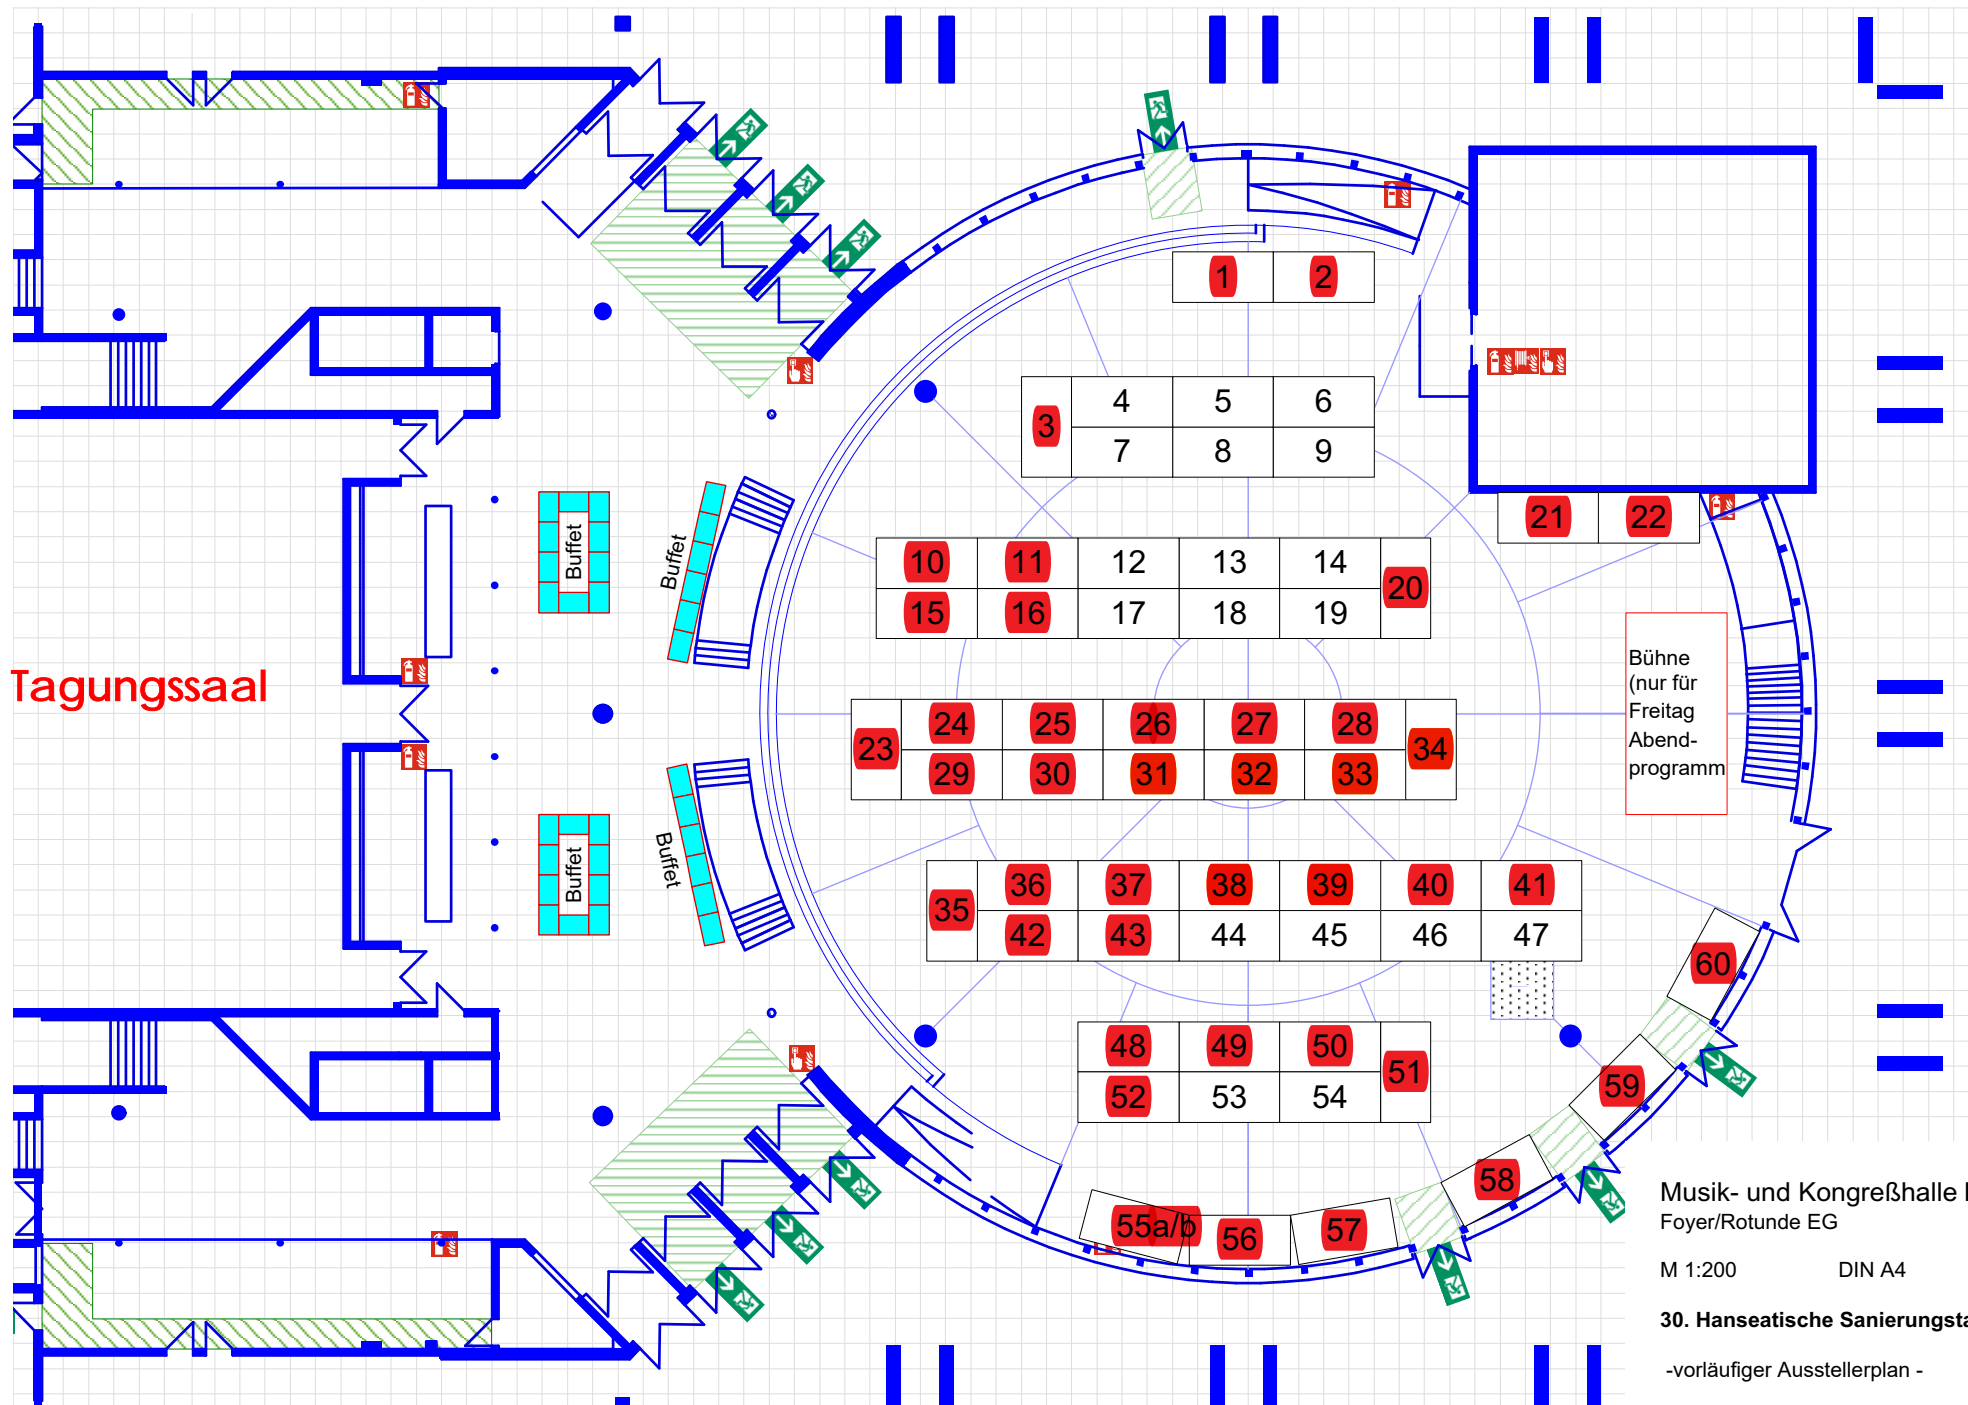 1 2
3 4 5 6
7 8 9
21 22
10 11 12 13 14 20
15 16 17 18 19
Buffet
Buffet
Tagungssaal
Bühne
(nur für
Freitag
Abend-
programm
23 24 25 26 27 28 34
29 30 31 32 33
Buffet
Buffet
35 36 37 38 39 40 41
42 43 44 45 46 47
60
48 49 50 51
52 53 54
59
58
55a/b 56 57
Musik- und Kongreßhalle
Foyer/Rotunde EG
M 1:200 DIN A4
30. Hanseatische Sanierungsta
-vorläufiger Ausstellerplan -